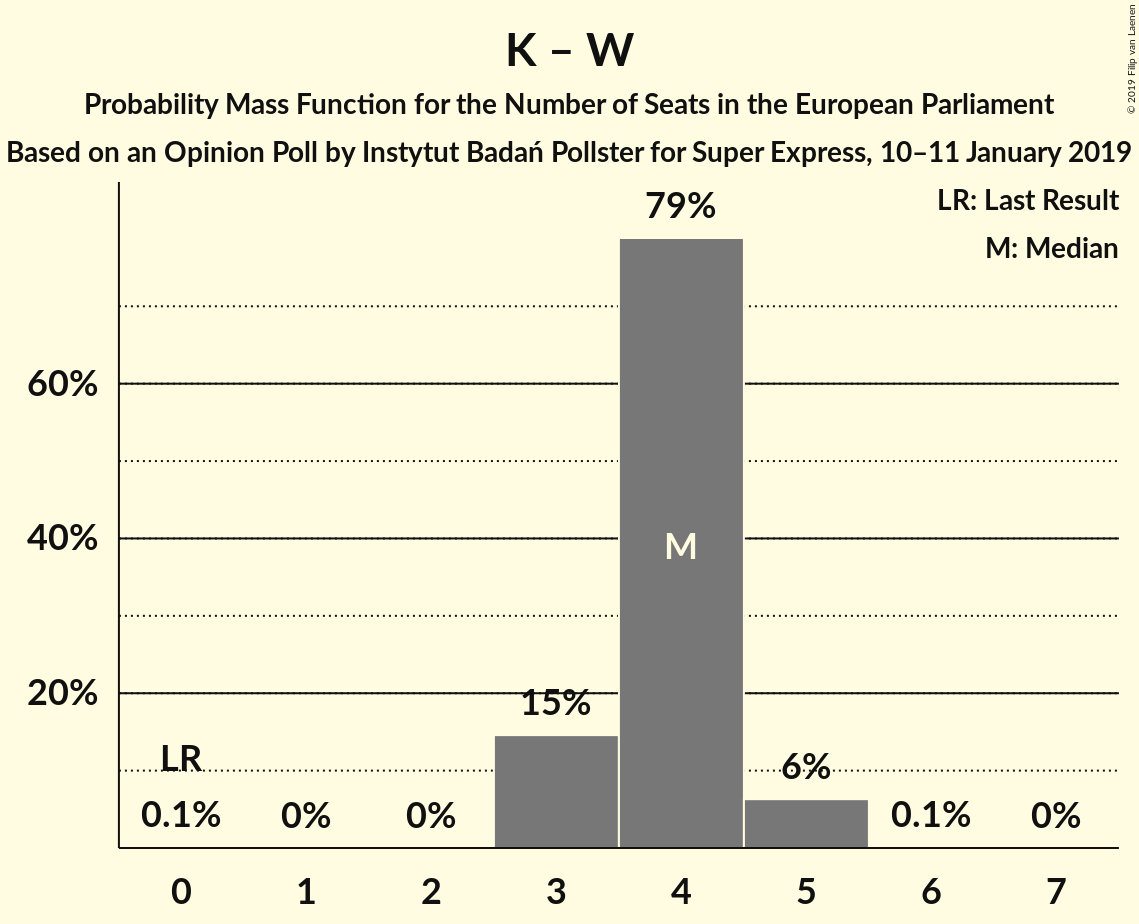 K – W
Probability Mass Function for the Number of Seats in the European Parliament
Based on an Opinion Poll by Instytut Badań Pollster for Super Express, 10–11 January 2019
© 2019 Filip van Laenen
LR: Last Result
M: Median
79%
60%
40%
M
20%
15%
LR
6%
0.1%
0%
0%
0.1%
0%
0
1
2
3
4
5
6
7